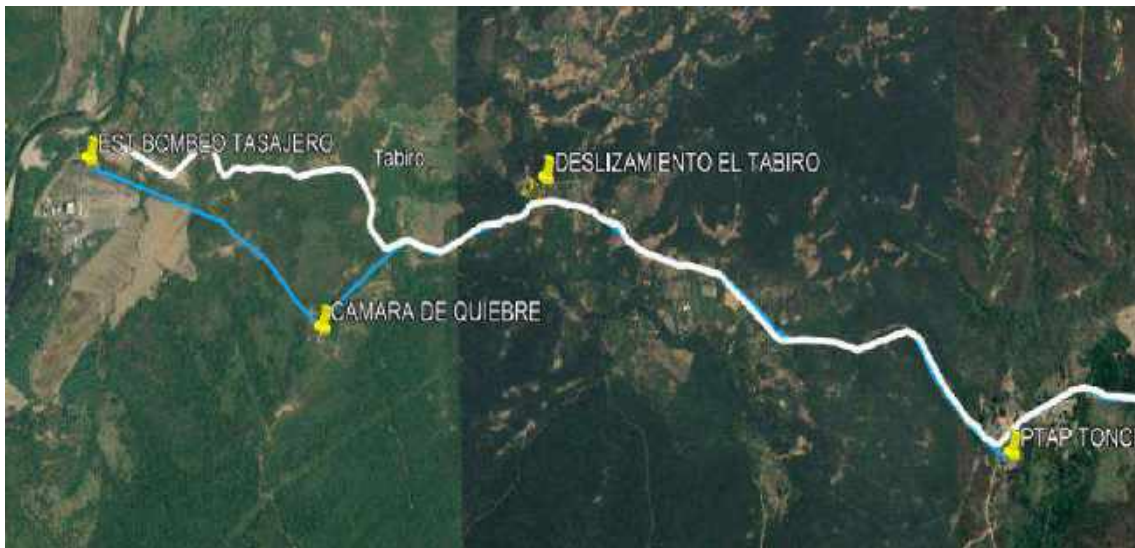 EST BOMBEO TASAJERO
Tabiro
DESLIZAMIENTO EL TABIRO
CAMARA DE QUIEBRE
PTAP TONC